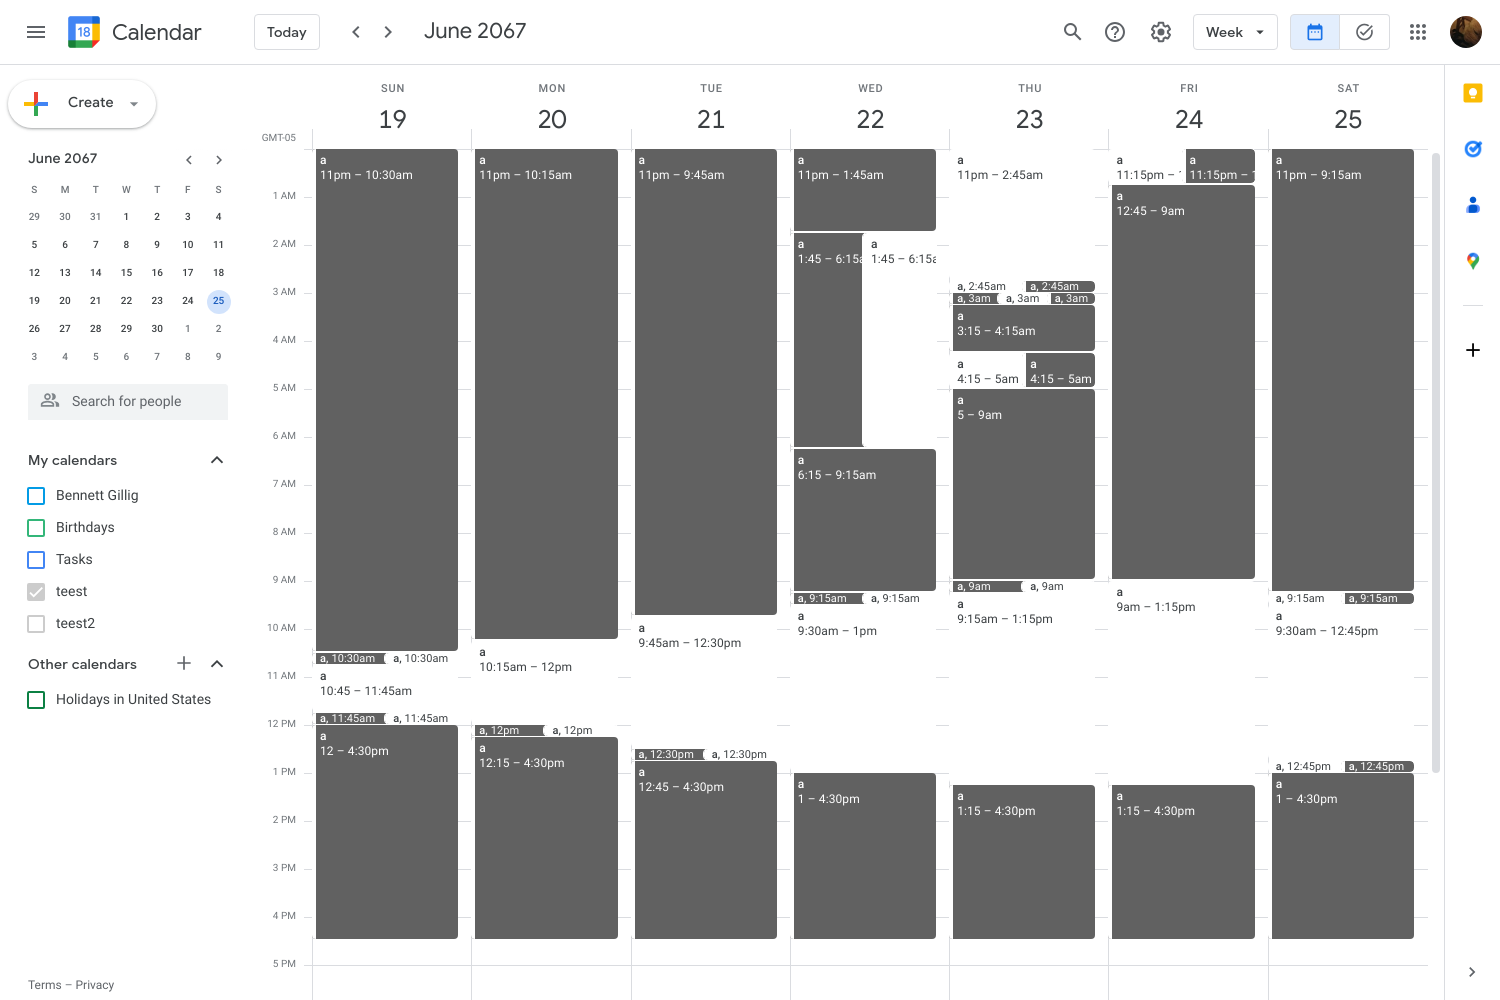 18 Calendar Today June 2067 Week
Create
June 2067
S M T W T F S
29 30 31 1 2 3 4
5 6 7 8 9 10 11
12 13 14 15 16 17 18
19 20 21 22 23 24 25
26 27 28 29 30 1 2
3 4 5 6 7 8 9
Search for people
My calendars
Bennett Gillig
Birthdays
Tasks
teest
teest2
Other calendars
Holidays in United States
Terms – Privacy
GMT-05
1 AM
2 AM
3 AM
4 AM
5 AM
6 AM
7 AM
8 AM
9 AM
10 AM
11 AM
12 PM
1 PM
2 PM
3 PM
4 PM
5 PM
SUN
19
a
11pm – 10:30am
a, 10:30am
a, 10:30am
a
10:45 – 11:45am
a, 11:45am
a, 11:45am
a
12 – 4:30pm
MON
20
a
11pm – 10:15am
a
10:15am – 12pm
a, 12pm
a, 12pm
a
12:15 – 4:30pm
TUE
21
a
11pm – 9:45am
a
9:45am – 12:30pm
a, 12:30pm
a, 12:30pm
a
12:45 – 4:30pm
WED
22
a
11pm – 1:45am
a
1:45 – 6:15a
a
1:45 – 6:15a
a
6:15 – 9:15am
a, 9:15am
a, 9:15am
a
9:30am – 1pm
a
1 – 4:30pm
THU
23
a
11pm – 2:45am
a, 2:45am
a, 2:45am
a, 3am
a, 3am
a, 3am
a
3:15 – 4:15am
a
4:15 – 5am
a
4:15 – 5am
a
5 – 9am
a, 9am
a, 9am
a
9:15am – 1:15pm
a
1:15 – 4:30pm
FRI
24
a
11:15pm –
a
11:15pm –
a
12:45 – 9am
a
9am – 1:15pm
a
1:15 – 4:30pm
SAT
25
a
11pm – 9:15am
a, 9:15am
a, 9:15am
a
9:30am – 12:45pm
a, 12:45pm
a, 12:45pm
a
1 – 4:30pm